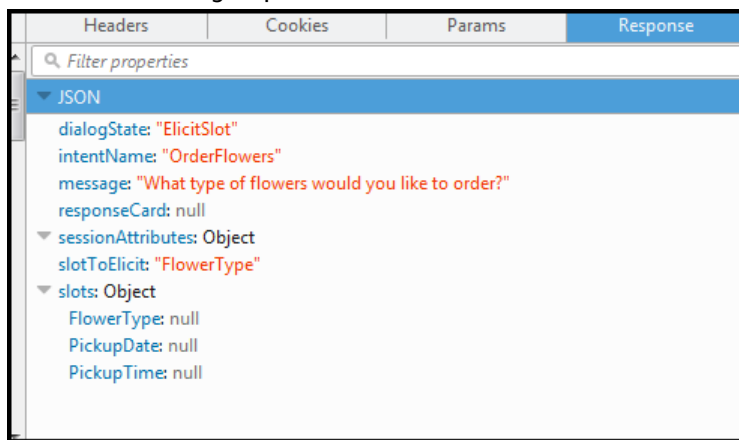 Headers Cookies Params Response
Filter properties
JSON
dialogState: "ElicitSlot"
intentName: "OrderFlowers"
message: "What type of flowers would you like to order?"
responseCard: null
sessionAttributes: Object
slotToElicit: "FlowerType"
slots: Object
FlowerType: null
PickupDate: null
PickupTime: null